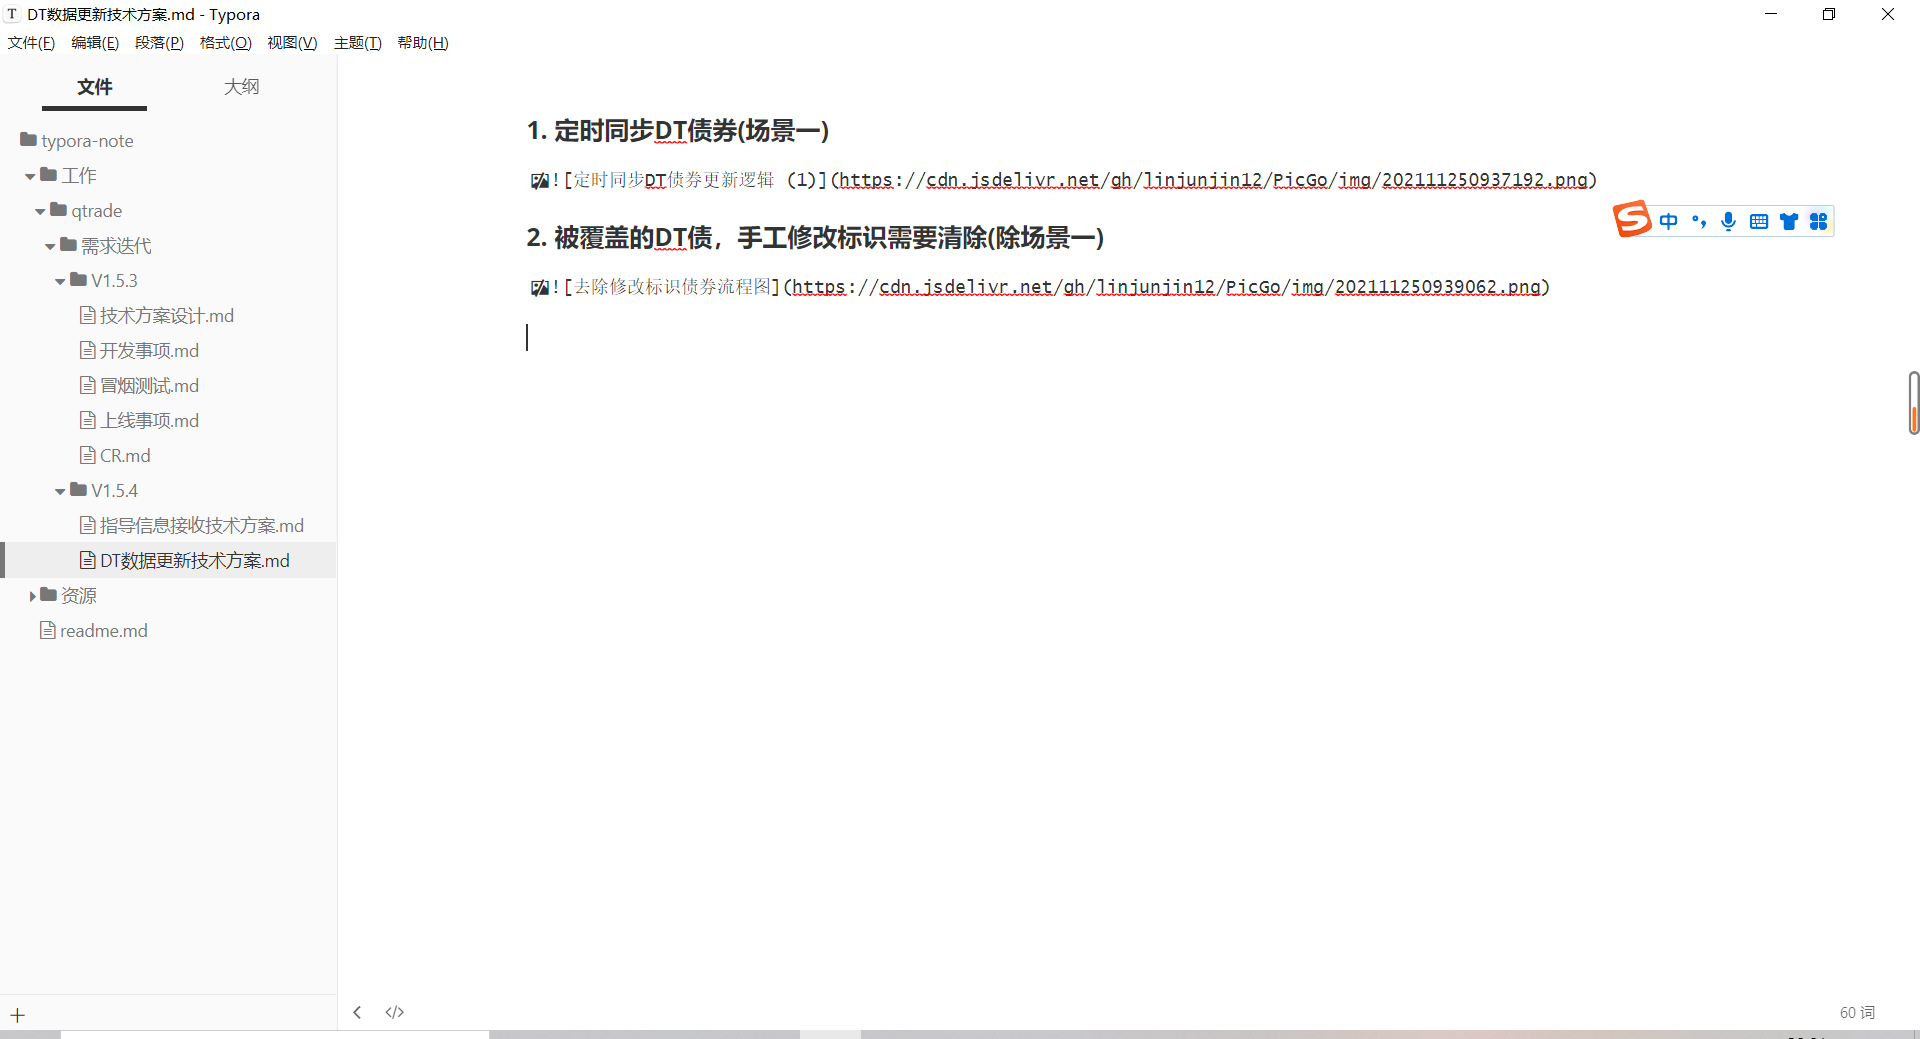 DT数据更新技术方案.md - Typora
文件(F) 编辑(E) 段落(P) 格式(O) 视图(V) 主题(T) 帮助(H)
文件 大纲
typora-note
工作
qtrade
需求迭代
V1.5.3
技术方案设计.md
开发事项.md
冒烟测试.md
上线事项.md
CR.md
V1.5.4
指导信息接收技术方案.md
DT数据更新技术方案.md
资源
readme.md
1. 定时同步DT债券(场景一)
![定时同步DT债券更新逻辑 (1)](https://cdn.jsdelivr.net/gh/linjunjin12/PicGo/img/202111250937192.png)
2. 被覆盖的DT债，手工修改标识需要清除(除场景一)
![去除修改标识债券流程图](https://cdn.jsdelivr.net/gh/linjunjin12/PicGo/img/202111250939062.png)
中
60 词